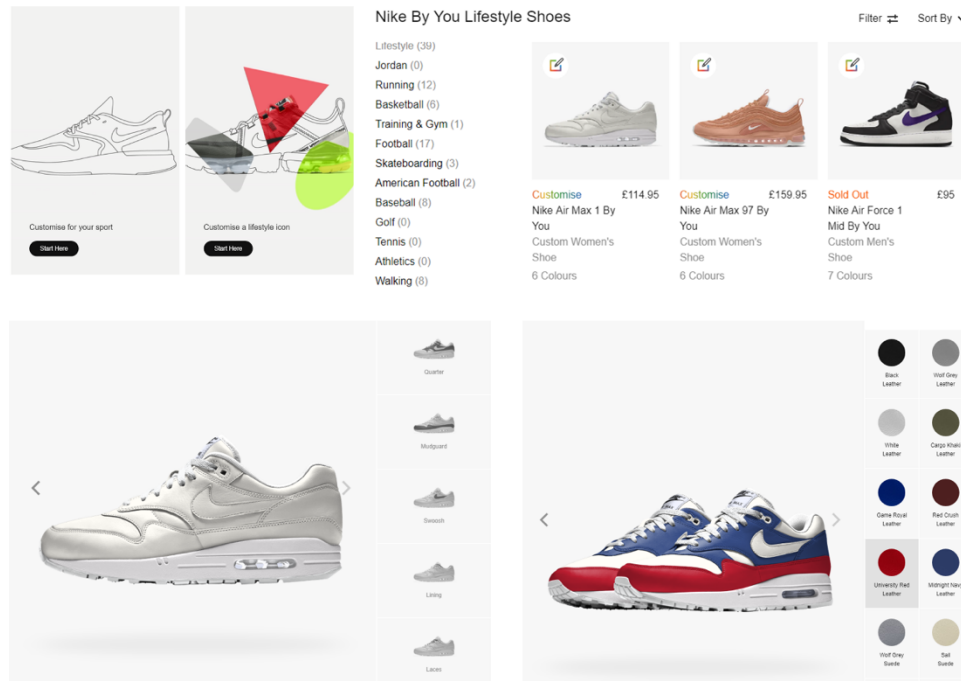 Customise for your sport
Start Here
Customise a lifestyle icon
Start Here
Nike By You Lifestyle Shoes
Filter
Sort By
Lifestyle (39)
Jordan (0)
Running (12)
Basketball (6)
Training & Gym (1)
Football (17)
Skateboarding (3)
American Football (2)
Baseball (8)
Golf (0)
Tennis (0)
Athletics (0)
Walking (8)
Customise £114.95
Nike Air Max 1 By
You
Custom Women's
Shoe
6 Colours
Customise £159.95
Nike Air Max 97 By
You
Custom Women's
Shoe
6 Colours
Sold Out £95
Nike Air Force 1
Mid By You
Custom Men's
Shoe
7 Colours
Quarter
Mudguard
Swoosh
Lining
Laces
Black
Leather
Wolf Grey
Leather
White
Leather
Cargo Khaki
Leather
Game Royal
Leather
Red Crush
Leather
University Red
Leather
Midnight Navy
Leather
Wolf Grey
Suede
Sail
Suede